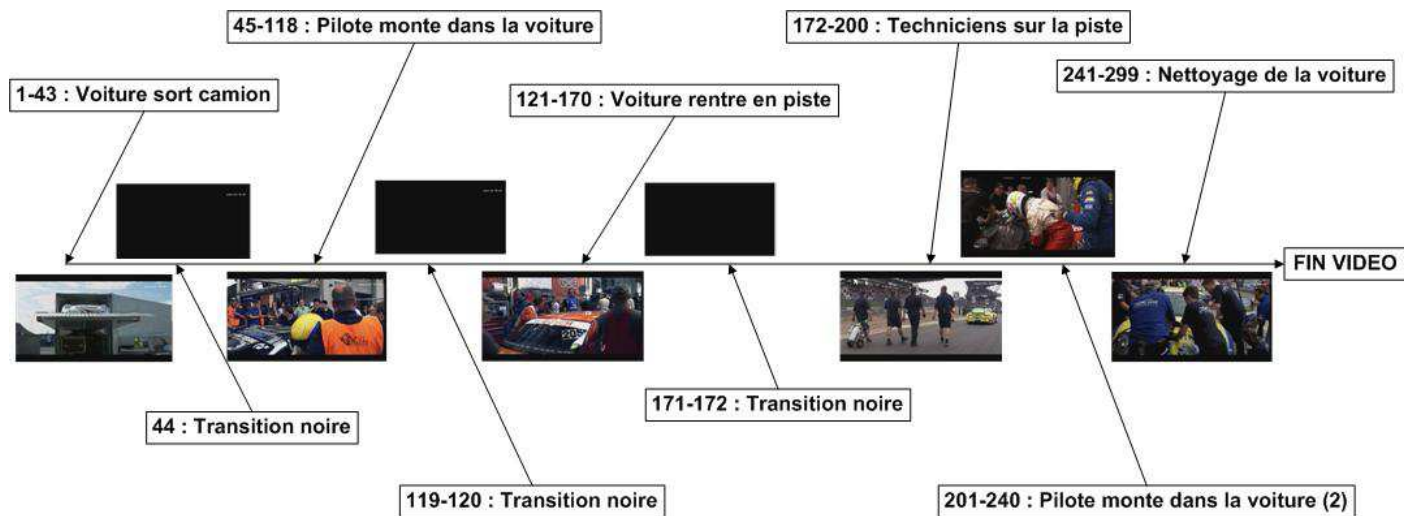 45-118 : Pilote monte dans la voiture
172-200 : Techniciens sur la piste
241-299 : Nettoyage de la voiture
1-43 : Voiture sort camion
121-170 : Voiture rentre en piste
FIN VIDEO
171-172 : Transition noire
44 : Transition noire
119-120 : Transition noire
201-240 : Pilote monte dans la voiture (2)